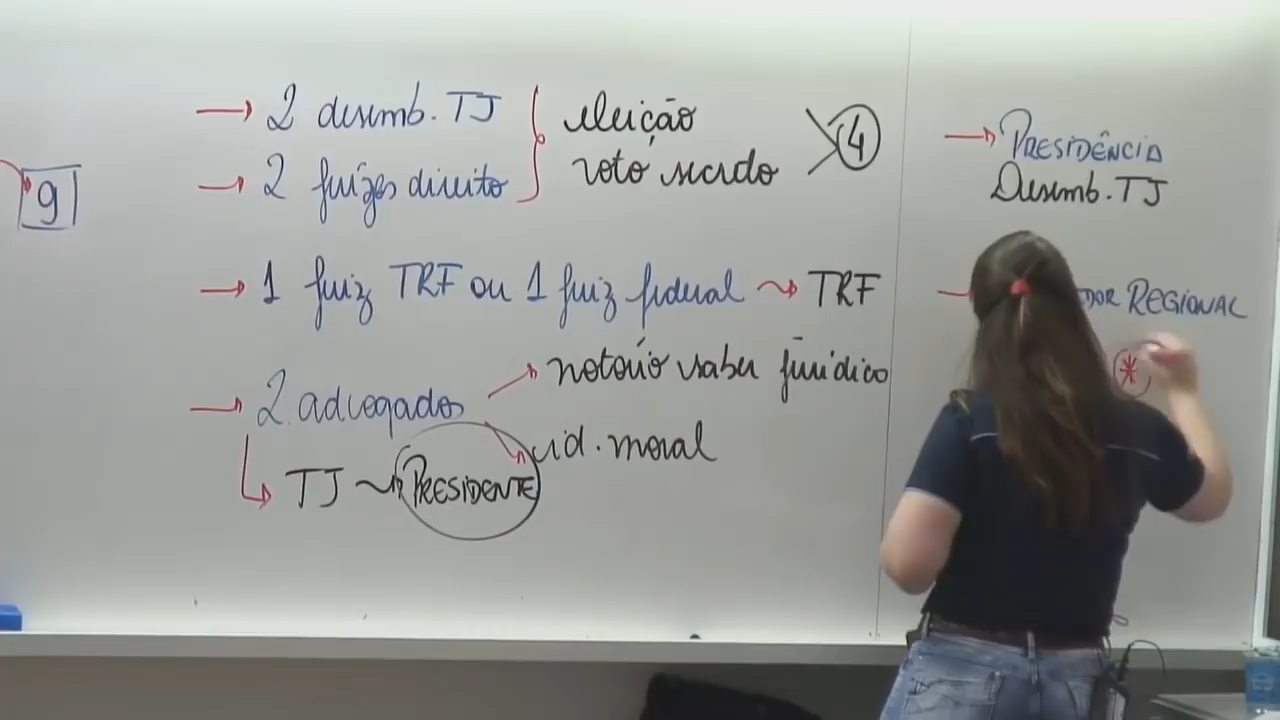 9
2 desemb. TJ
2 juízes direito
eleição
voto secreto
4
1 juiz TRF ou 1 juiz federal TRF
2 advogados
notório saber jurídico
id. moral
TJ PRESIDENTE
PRESIDÊNCIA
Desemb. TJ
DOR REGIONAL
*